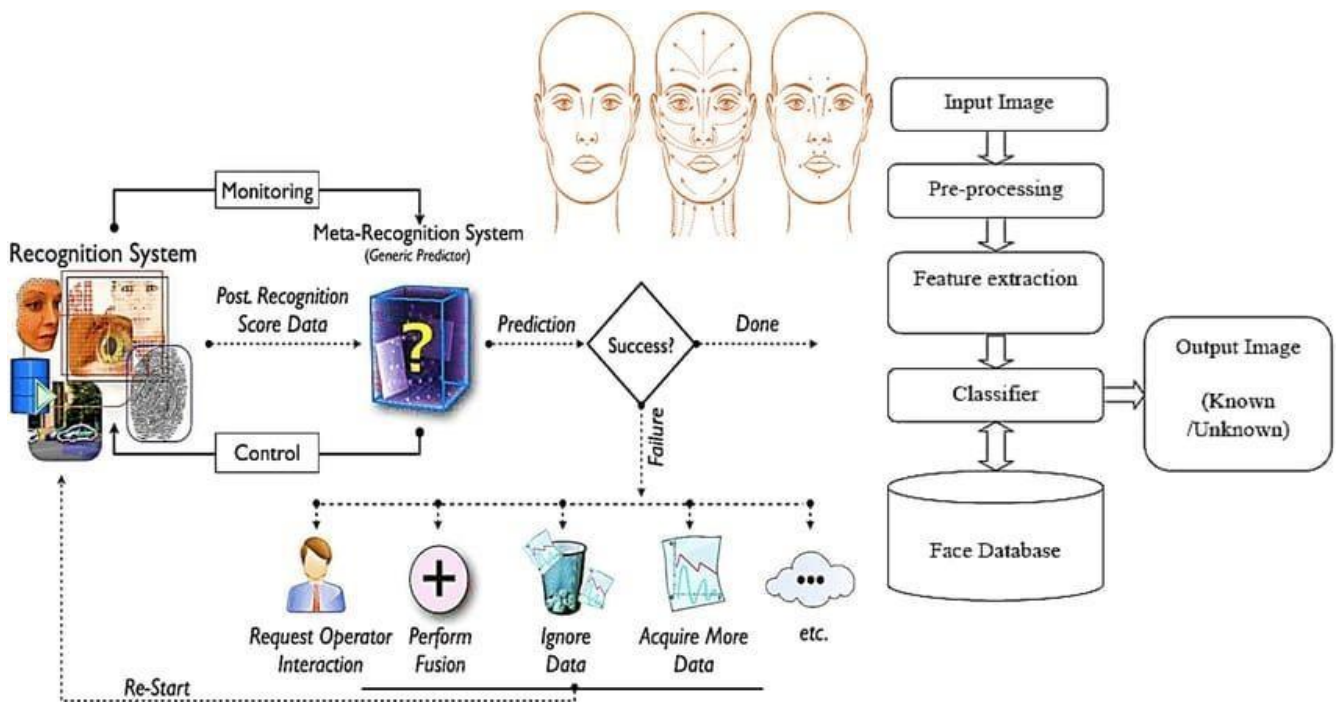 Monitoring
Recognition System
Meta-Recognition System
(Generic Predictor)
Post. Recognition
Score Data
?
Prediction
Success?
Done
Failure
Control
Request Operator
Interaction
+
Perform
Fusion
Ignore
Data
Acquire More
Data
etc.
Re-Start
Input Image
Pre-processing
Feature extraction
Classifier
Output Image
(Known
/Unknown)
Face Database